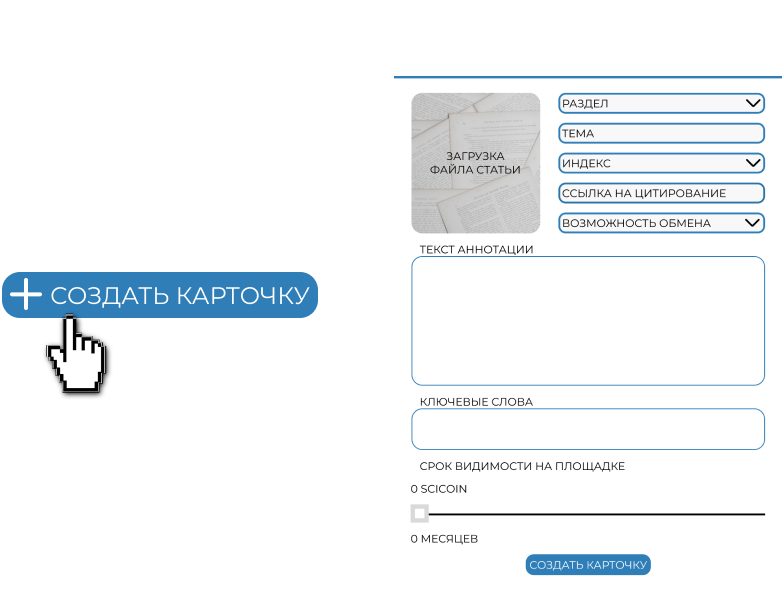 СОЗДАТЬ КАРТОЧКУ
ЗАГРУЗКА
ФАЙЛА СТАТЬИ
РАЗДЕЛ
ТЕМА
ИНДЕКС
ССЫЛКА НА ЦИТИРОВАНИЕ
ВОЗМОЖНОСТЬ ОБМЕНА
ТЕКСТ АННОТАЦИИ
КЛЮЧЕВЫЕ СЛОВА
СРОК ВИДИМОСТИ НА ПЛОЩАДКЕ
0 SCICOIN
0 МЕСЯЦЕВ
СОЗДАТЬ КАРТОЧКУ